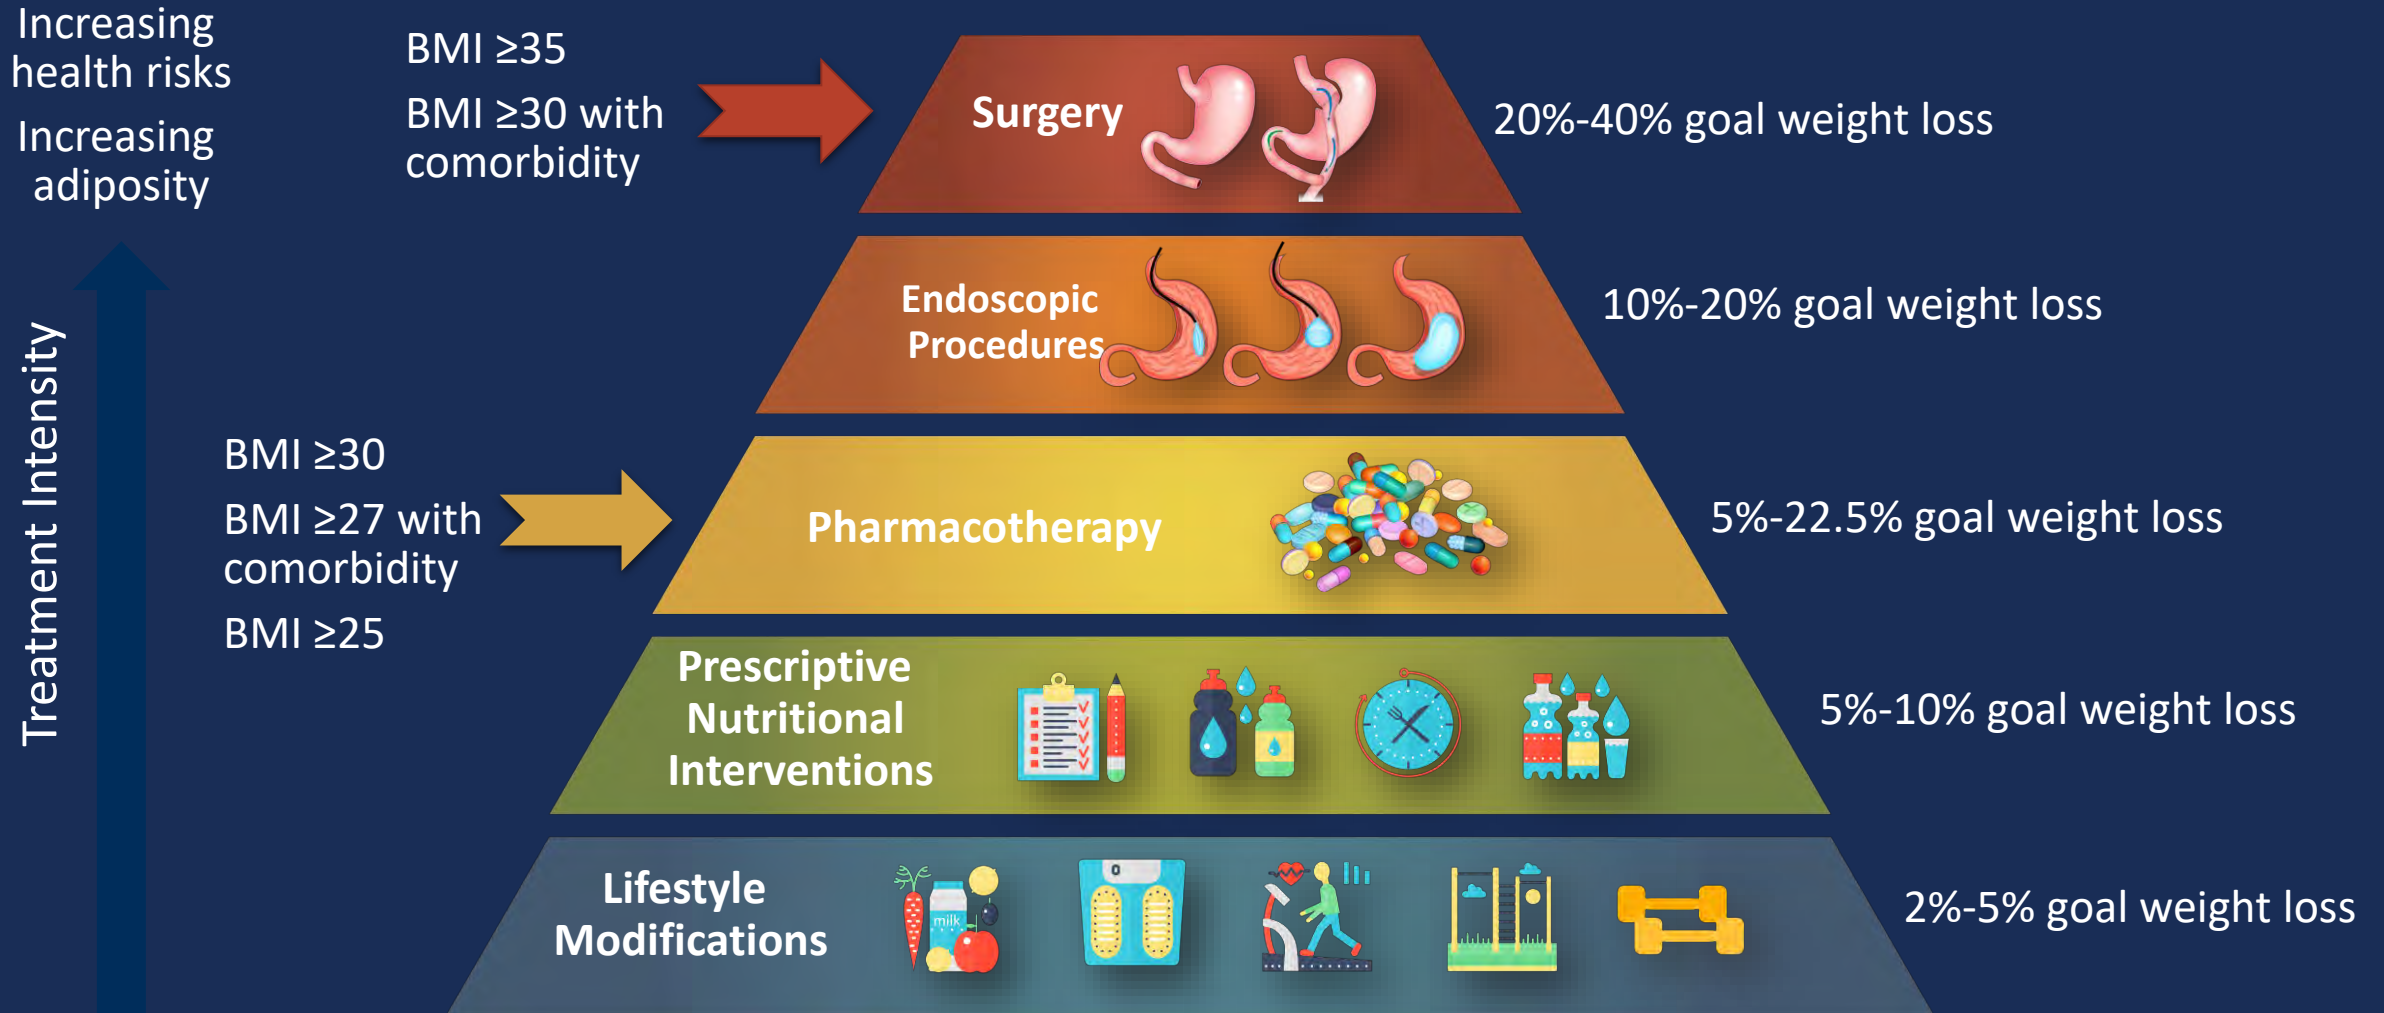 Increasing
health risks
Increasing
adiposity
Treatment Intensity
BMI ≥35
BMI ≥30 with
comorbidity
Surgery
20%-40% goal weight loss
Endoscopic
Procedures
10%-20% goal weight loss
BMI ≥30
BMI ≥27 with
comorbidity
BMI ≥25
Pharmacotherapy
5%-22.5% goal weight loss
Prescriptive
Nutritional
Interventions
5%-10% goal weight loss
Lifestyle
Modifications
milk
0
2%-5% goal weight loss